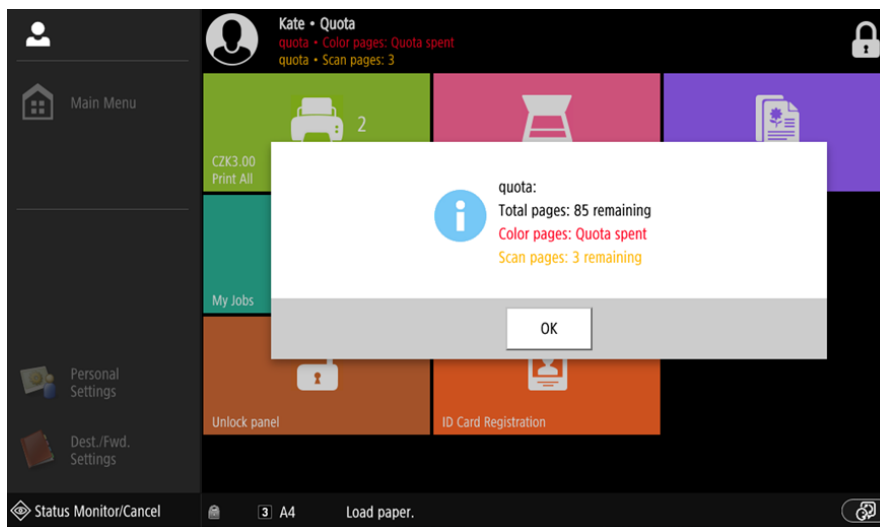 Kate • Quota
quota • Color pages: Quota spent
quota • Scan pages: 3
Main Menu
2
CZK3.00
Print All
quota:
Total pages: 85 remaining
Color pages: Quota spent
Scan pages: 3 remaining
OK
My Jobs
Personal
Settings
Unlock panel
ID Card Registration
Dest./Fwd.
Settings
Status Monitor/Cancel
3 A4 Load paper.